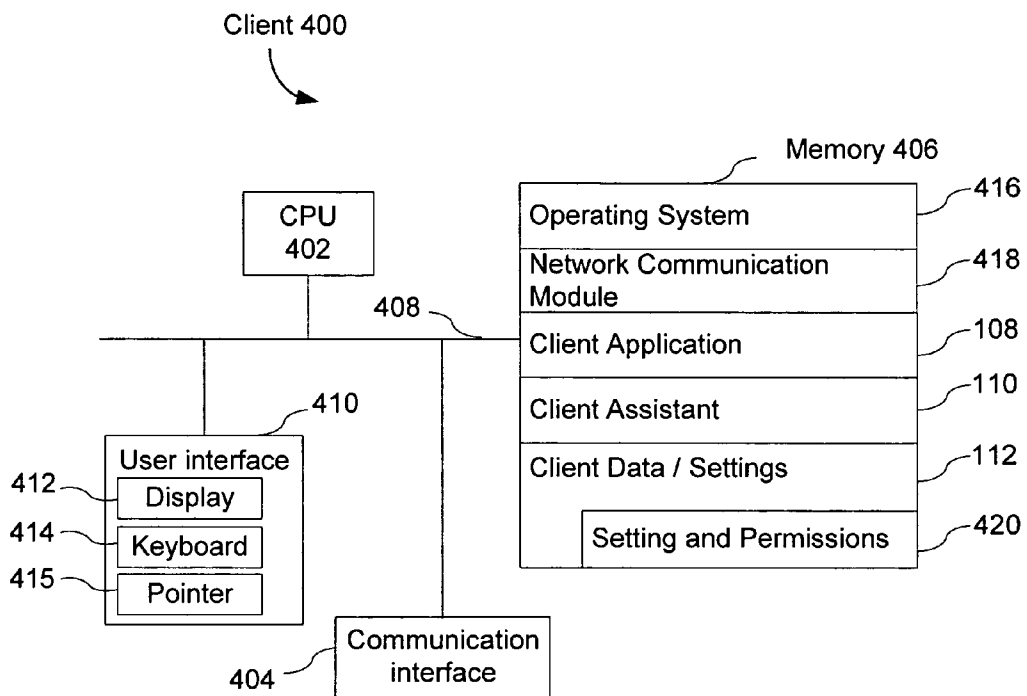 Client 400
Memory 406
CPU
402
Operating System
416
Network Communication
Module
418
408
Client Application
108
Client Assistant
110
Client Data / Settings
112
Setting and Permissions
420
410
User interface
412
Display
414
Keyboard
415
Pointer
Communication
interface
404